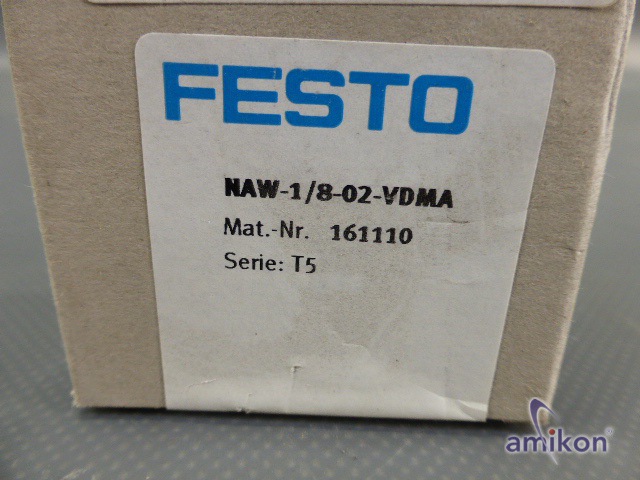 FESTO
NAW-1/8-02-VDMA
Mat.-Nr. 161110
Serie: T5
amikon®